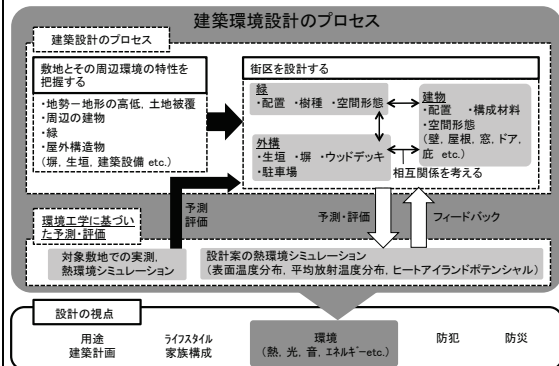 建築環境設計のプロセス
建築設計のプロセス
敷地とその周辺環境の特性を
把握する
・地勢－地形の高低, 土地被覆
・周辺の建物
・緑
・屋外構造物
(塀, 生垣, 建築設備 etc.)
街区を設計する
緑
・配置 ・樹種 ・空間形態
外構
・生垣 ・塀 ・ウッドデッキ
・駐車場
建物
・配置 ・構成材料
・空間形態
(壁, 屋根, 窓, ドア,
庇 etc.)
相互関係を考える
予測
評価
予測・評価
フィードバック
環境工学に基づい
た予測・評価
対象敷地での実測,
熱環境シミュレーション
設計案の熱環境シミュレーション
(表面温度分布, 平均放射温度分布, ヒートアイランドポテンシャル)
設計の視点
用途
建築計画
ライフスタイル
家族構成
環境
(熱, 光, 音, エネルギーetc.)
防犯
防災